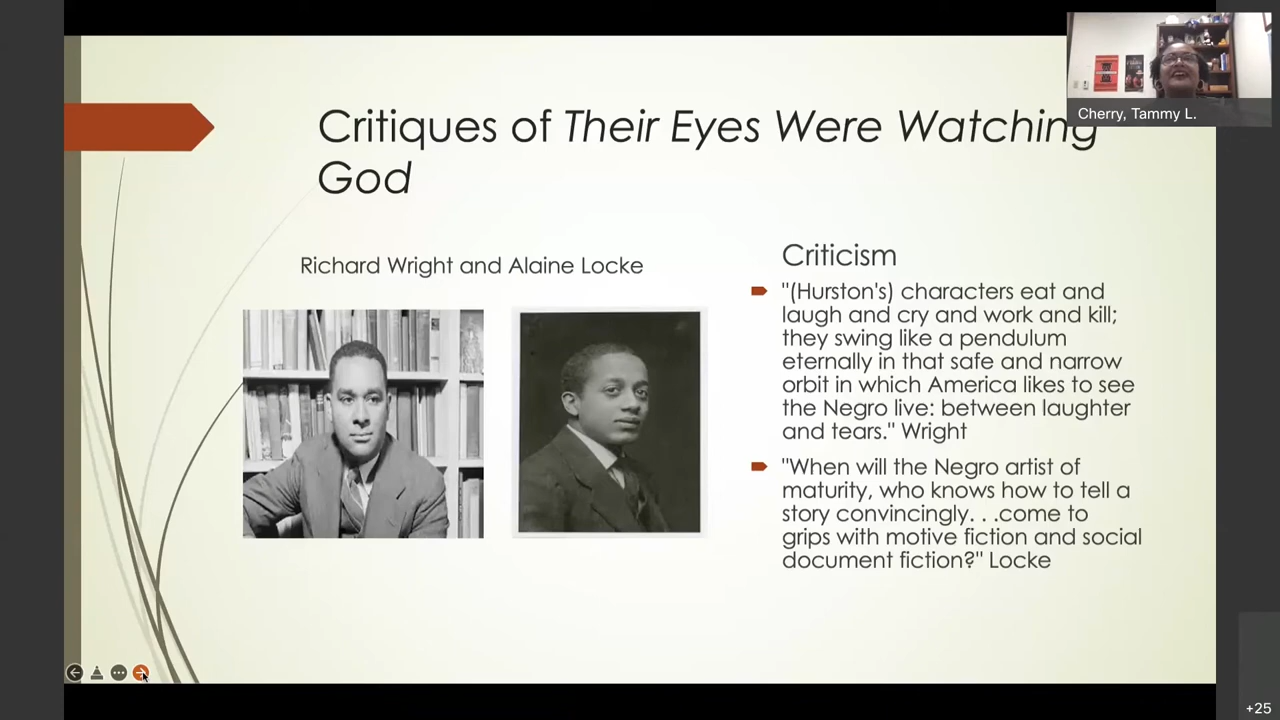 Critiques of Their Eyes Were Watching
God
Richard Wright and Alaine Locke
Criticism
"(Hurston's) characters eat and
laugh and cry and work and kill;
they swing like a pendulum
eternally in that safe and narrow
orbit in which America likes to see
the Negro live: between laughter
and tears." Wright
"When will the Negro artist of
maturity, who knows how to tell a
story convincingly. . .come to
grips with motive fiction and social
document fiction?" Locke
Cherry, Tammy L.
+25